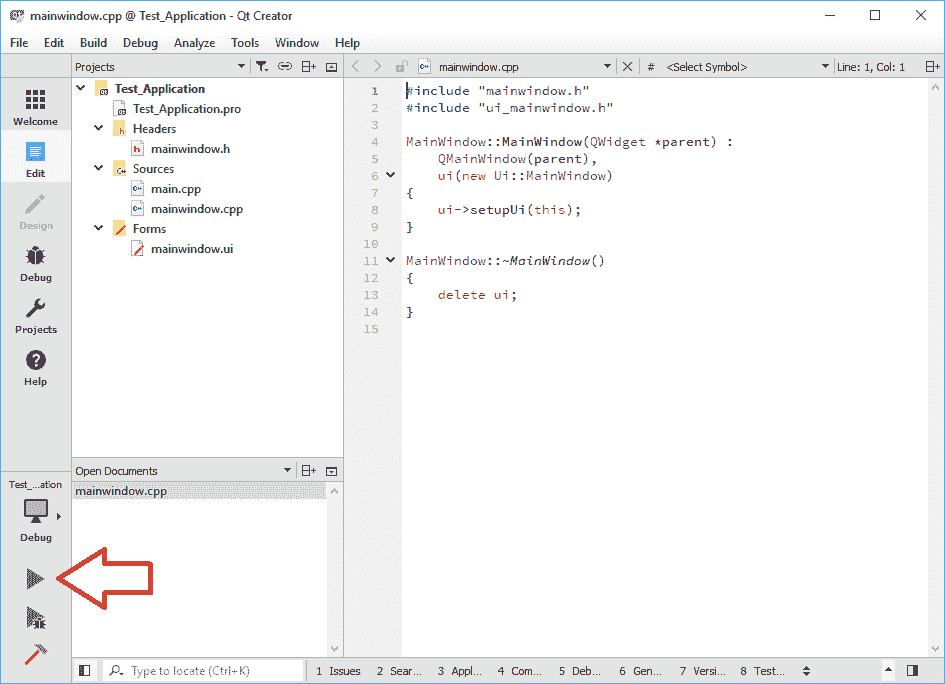 mainwindow.cpp @ Test_Application - Qt Creator
File Edit Build Debug Analyze Tools Window Help
Projects
mainwindow.cpp
# <Select Symbol>
Line: 1, Col: 1
Welcome
Edit
Design
Debug
Projects
Help
Test_Application
Test_Application.pro
Headers
mainwindow.h
Sources
main.cpp
mainwindow.cpp
Forms
mainwindow.ui
1 #include "mainwindow.h"
2 #include "ui_mainwindow.h"
3
4 MainWindow::MainWindow(QWidget *parent) :
5     QMainWindow(parent),
6     ui(new Ui::MainWindow)
7 {
8     ui->setupUi(this);
9 }
10
11 MainWindow::~MainWindow()
12 {
13     delete ui;
14 }
15
Open Documents
mainwindow.cpp
Test_...ation
Debug
Type to locate (Ctrl+K)
1 Issues 2 Sear... 3 Appl... 4 Com... 5 Deb... 6 Gen... 7 Versi... 8 Test...